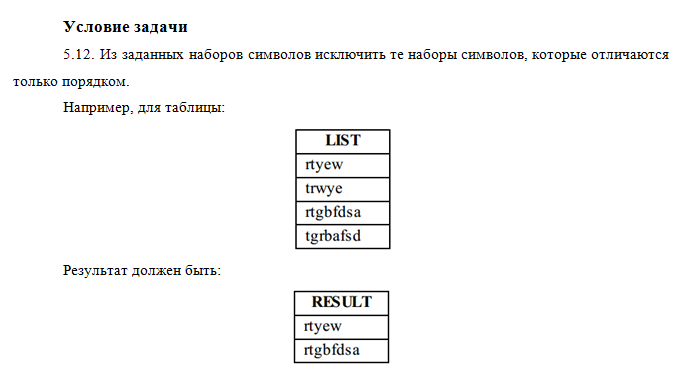 Условие задачи
5.12. Из заданных наборов символов исключить те наборы символов, которые отличаются
только порядком.
Например, для таблицы:
LIST
rtyew
trwye
rtgbfdsa
tgrbafsd
Результат должен быть:
RESULT
rtyew
rtgbfdsa